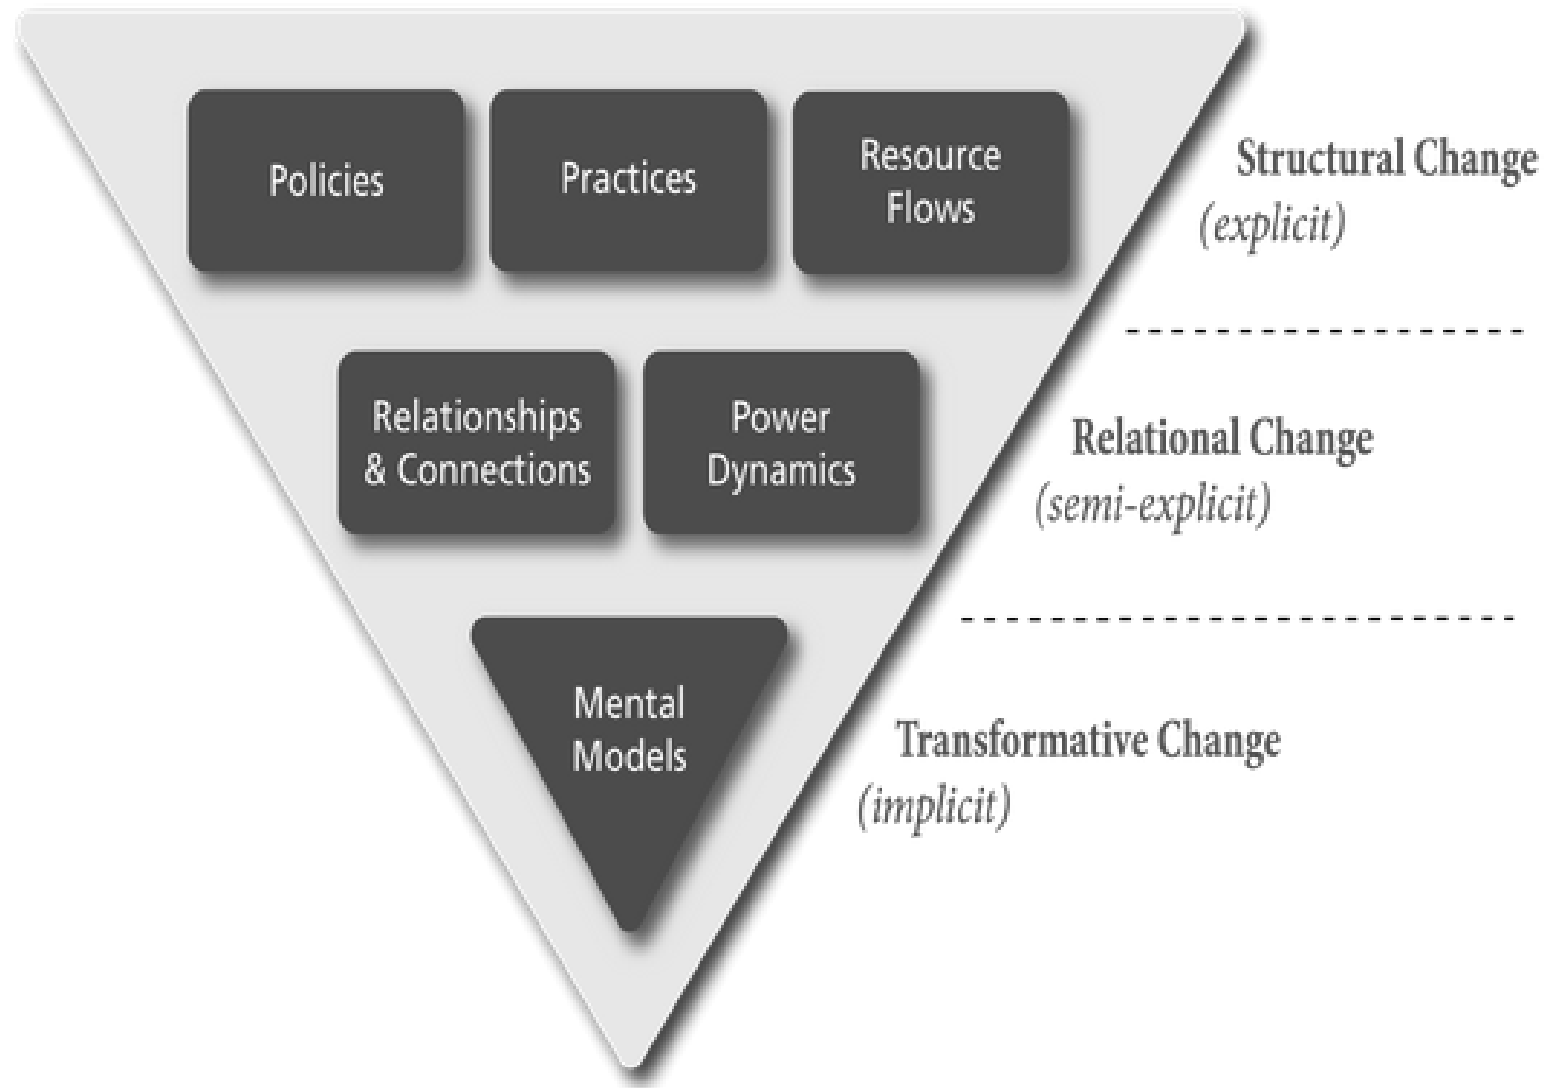 Policies
Practices
Resource
Flows
Structural Change
(explicit)
Relationships
& Connections
Power
Dynamics
Relational Change
(semi-explicit)
Mental
Models
Transformative Change
(implicit)